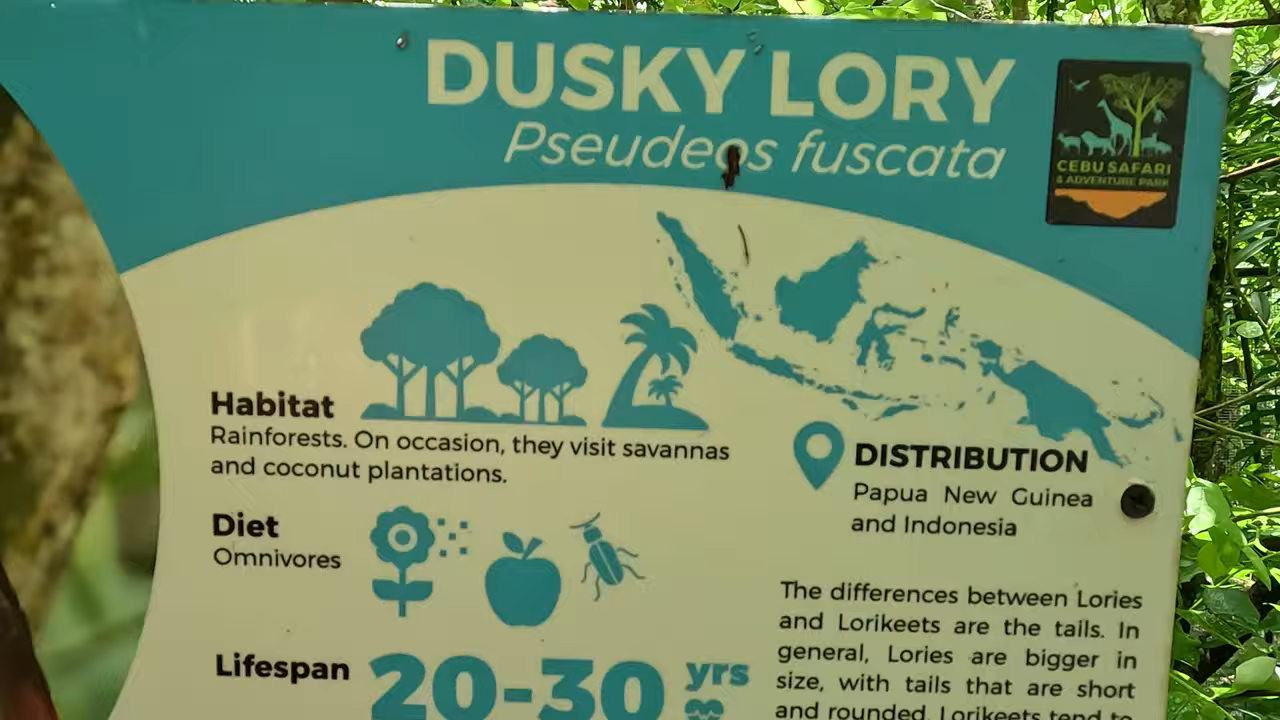 DUSKY LORY
Pseudeos fuscata
CEBU SAFARI
& ADVENTURE PARK
Habitat
Rainforests. On occasion, they visit savannas
and coconut plantations.
DISTRIBUTION
Papua New Guinea
and Indonesia
Diet
Omnivores
Lifespan
20-30 yrs
The differences between Lories
and Lorikeets are the tails. In
general, Lories are bigger in
size, with tails that are short
and rounded. Lorikeets tend to